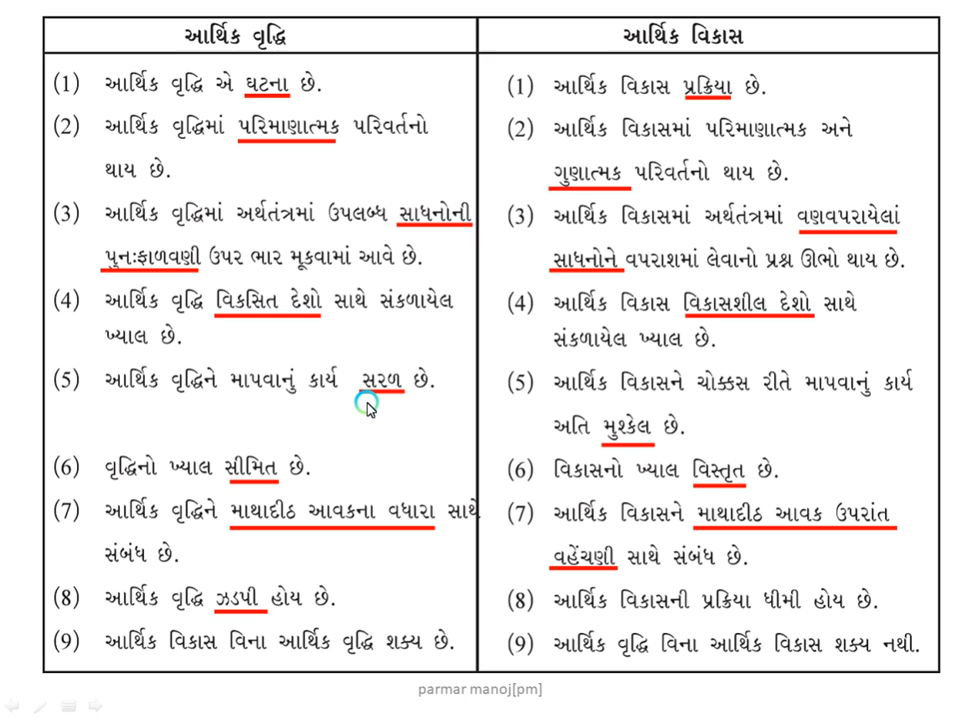 આર્થિક વૃદ્ધિ
(1) આર્થિક વૃદ્ધિ એ ઘટના છે.
(2) આર્થિક વૃદ્ધિમાં પરિમાણાત્મક પરિવર્તનો
થાય છે.
(3) આર્થિક વૃદ્ધિમાં અર્થતંત્રમાં ઉપલબ્ધ સાધનોની
પુનઃફાળવણી ઉપર ભાર મૂકવામાં આવે છે.
(4) આર્થિક વૃદ્ધિ વિકસિત દેશો સાથે સંકળાયેલ
ખ્યાલ છે.
(5) આર્થિક વૃદ્ધિને માપવાનું કાર્ય સરળ છે.
(6) વૃદ્ધિનો ખ્યાલ સીમિત છે.
(7) આર્થિક વૃદ્ધિને માથાદીઠ આવકના વધારા સાથે
સંબંધ છે.
(8) આર્થિક વૃદ્ધિ ઝડપી હોય છે.
(9) આર્થિક વિકાસ વિના આર્થિક વૃદ્ધિ શક્ય છે.
આર્થિક વિકાસ
(1) આર્થિક વિકાસ પ્રક્રિયા છે.
(2) આર્થિક વિકાસમાં પરિમાણાત્મક અને
ગુણાત્મક પરિવર્તનો થાય છે.
(3) આર્થિક વિકાસમાં અર્થતંત્રમાં વણવપરાયેલાં
સાધનોને વપરાશમાં લેવાનો પ્રશ્ન ઊભો થાય છે.
(4) આર્થિક વિકાસ વિકાસશીલ દેશો સાથે
સંકળાયેલ ખ્યાલ છે.
(5) આર્થિક વિકાસને ચોક્કસ રીતે માપવાનું કાર્ય
અતિ મુશ્કેલ છે.
(6) વિકાસનો ખ્યાલ વિસ્તૃત છે.
(7) આર્થિક વિકાસને માથાદીઠ આવક ઉપરાંત
વહેંચણી સાથે સંબંધ છે.
(8) આર્થિક વિકાસની પ્રક્રિયા ધીમી હોય છે.
(9) આર્થિક વૃદ્ધિ વિના આર્થિક વિકાસ શક્ય નથી.
parmar manoj[pm]